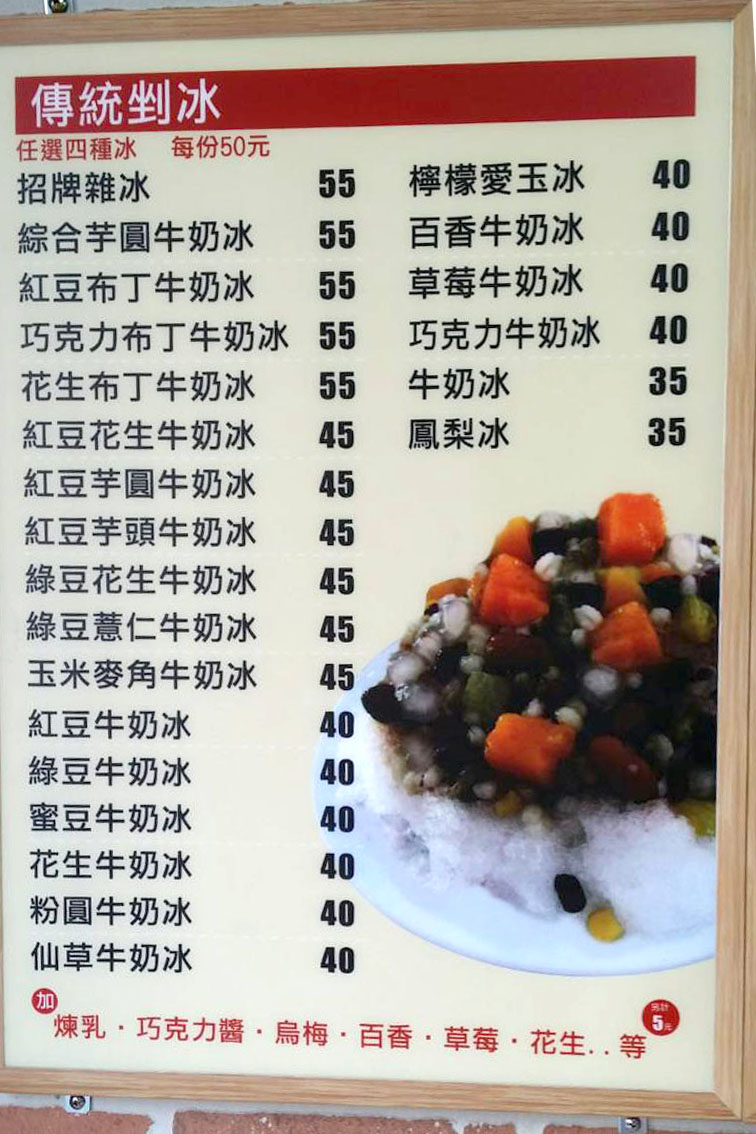 傳統剉冰
任選四種冰 每份50元
招牌雜冰 55
綜合芋圓牛奶冰 55
紅豆布丁牛奶冰 55
巧克力布丁牛奶冰 55
花生布丁牛奶冰 55
紅豆花生牛奶冰 45
紅豆芋圓牛奶冰 45
紅豆芋頭牛奶冰 45
綠豆花生牛奶冰 45
綠豆薏仁牛奶冰 45
玉米麥角牛奶冰 45
紅豆牛奶冰 40
綠豆牛奶冰 40
蜜豆牛奶冰 40
花生牛奶冰 40
粉圓牛奶冰 40
仙草牛奶冰 40
檸檬愛玉冰 40
百香牛奶冰 40
草莓牛奶冰 40
巧克力牛奶冰 40
牛奶冰 35
鳳梨冰 35
加
煉乳·巧克力醬·烏梅·百香·草莓·花生..等
另計
5元